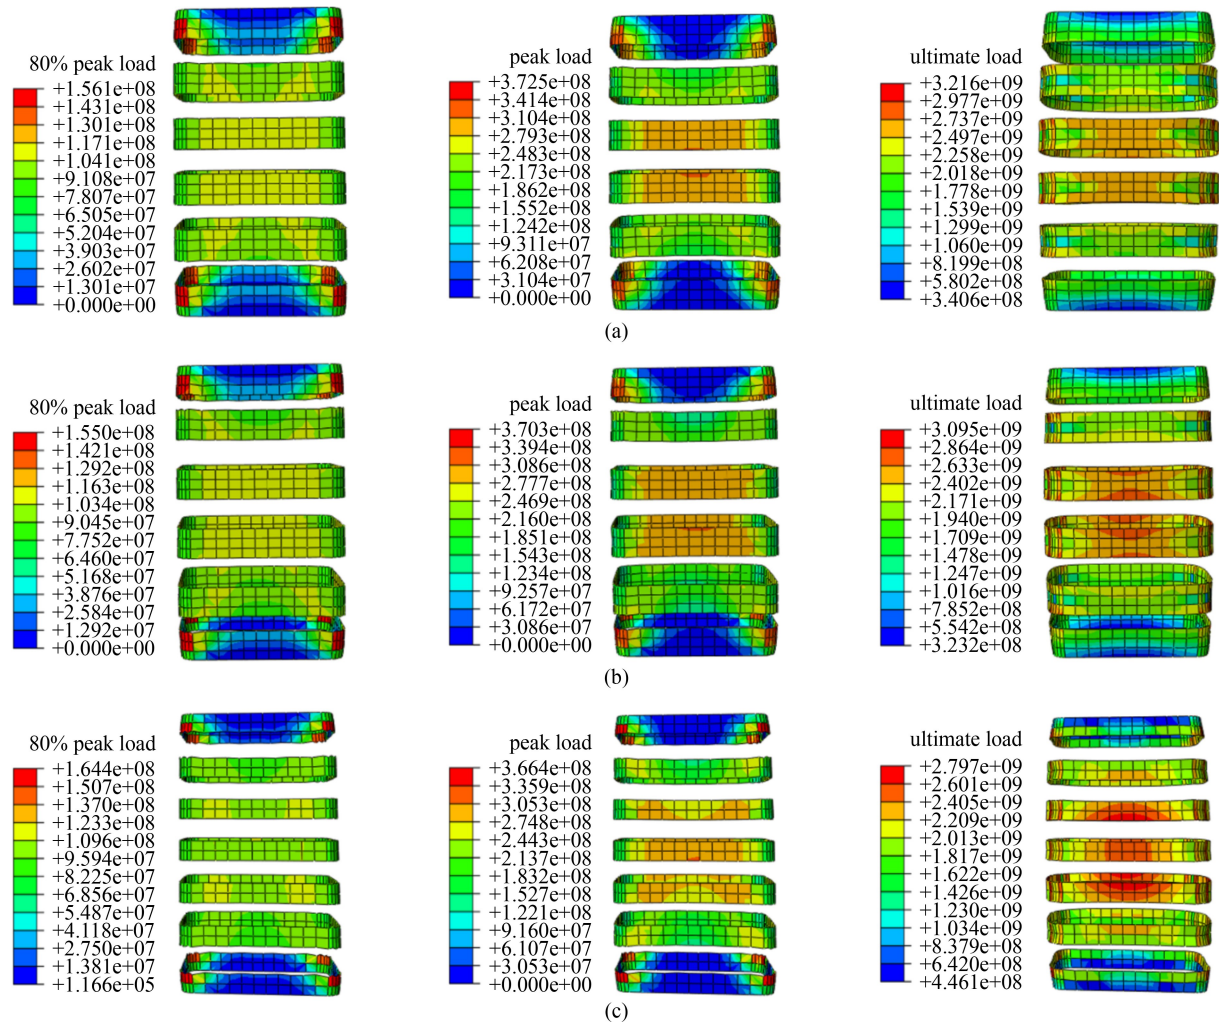 80% peak load
+1.561e+08
+1.431e+08
+1.301e+08
+1.171e+08
+1.041e+08
+9.108e+07
+7.807e+07
+6.505e+07
+5.204e+07
+3.903e+07
+2.602e+07
+1.301e+07
+0.000e+00
peak load
+3.725e+08
+3.414e+08
+3.104e+08
+2.793e+08
+2.483e+08
+2.173e+08
+1.862e+08
+1.552e+08
+1.242e+08
+9.311e+07
+6.208e+07
+3.104e+07
+0.000e+00
ultimate load
+3.216e+09
+2.977e+09
+2.737e+09
+2.497e+09
+2.258e+09
+2.018e+09
+1.778e+09
+1.539e+09
+1.299e+09
+1.060e+09
+8.199e+08
+5.802e+08
+3.406e+08
(a)
80% peak load
+1.550e+08
+1.421e+08
+1.292e+08
+1.163e+08
+1.034e+08
+9.045e+07
+7.752e+07
+6.460e+07
+5.168e+07
+3.876e+07
+2.584e+07
+1.292e+07
+0.000e+00
peak load
+3.703e+08
+3.394e+08
+3.086e+08
+2.777e+08
+2.469e+08
+2.160e+08
+1.851e+08
+1.543e+08
+1.234e+08
+9.257e+07
+6.172e+07
+3.086e+07
+0.000e+00
ultimate load
+3.095e+09
+2.864e+09
+2.633e+09
+2.402e+09
+2.171e+09
+1.940e+09
+1.709e+09
+1.478e+09
+1.247e+09
+1.016e+09
+7.852e+08
+5.542e+08
+3.232e+08
(b)
80% peak load
+1.644e+08
+1.507e+08
+1.370e+08
+1.233e+08
+1.096e+08
+9.594e+07
+8.225e+07
+6.856e+07
+5.487e+07
+4.118e+07
+2.750e+07
+1.381e+07
+1.166e+05
peak load
+3.664e+08
+3.359e+08
+3.053e+08
+2.748e+08
+2.443e+08
+2.137e+08
+1.832e+08
+1.527e+08
+1.221e+08
+9.160e+07
+6.107e+07
+3.053e+07
+0.000e+00
ultimate load
+2.797e+09
+2.601e+09
+2.405e+09
+2.209e+09
+2.013e+09
+1.817e+09
+1.622e+09
+1.426e+09
+1.230e+09
+1.034e+09
+8.379e+08
+6.420e+08
+4.461e+08
(c)